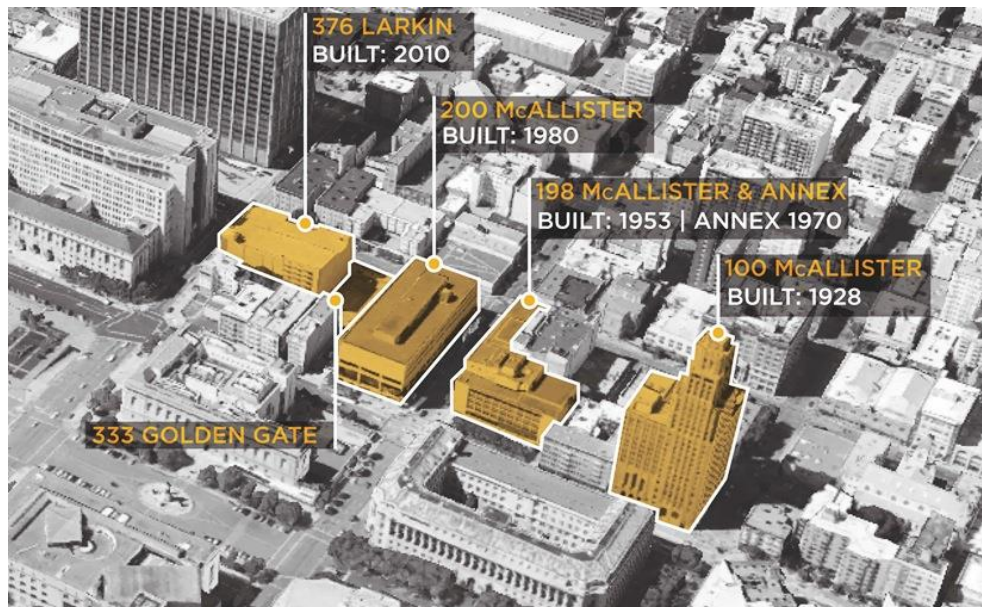 376 LARKIN
BUILT: 2010
200 McALLISTER
BUILT: 1980
198 McALLISTER & ANNEX
BUILT: 1953 | ANNEX 1970
100 McALLISTER
BUILT: 1928
333 GOLDEN GATE